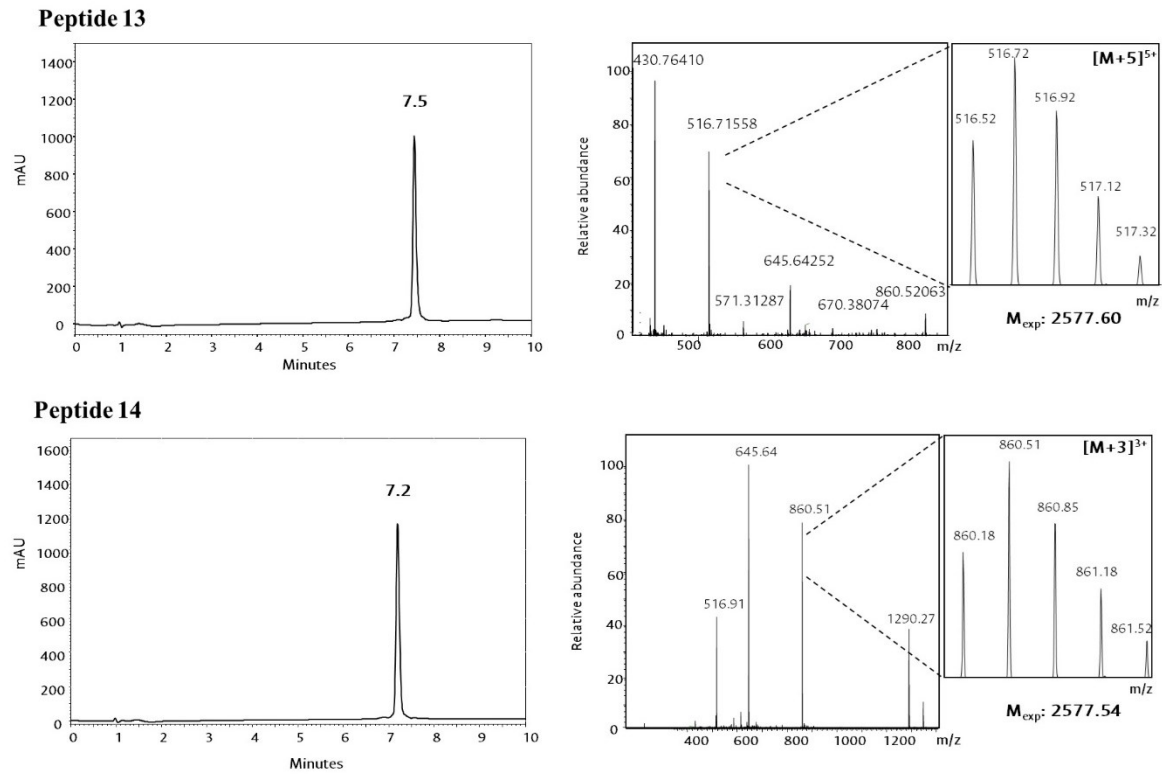 Peptide 13
1400
1200
1000
800
600
400
200
0
mAU
7.5
0 1 2 3 4 5 6 7 8 9 10
Minutes
100
80
60
40
20
0
Relative abundance
430.76410
516.71558
645.64252
571.31287
670.38074
860.52063
500 600 700 800 m/z
[M+5]5+
516.72
516.52
516.92
517.12
517.32
m/z
Mexp: 2577.60
Peptide 14
1600
1400
1200
1000
800
600
400
200
0
mAU
7.2
0 1 2 3 4 5 6 7 8 9 10
Minutes
100
80
60
40
20
0
Relative abundance
645.64
860.51
516.91
1290.27
400 600 800 1000 1200 m/z
[M+3]3+
860.51
860.18
860.85
861.18
861.52
m/z
Mexp: 2577.54